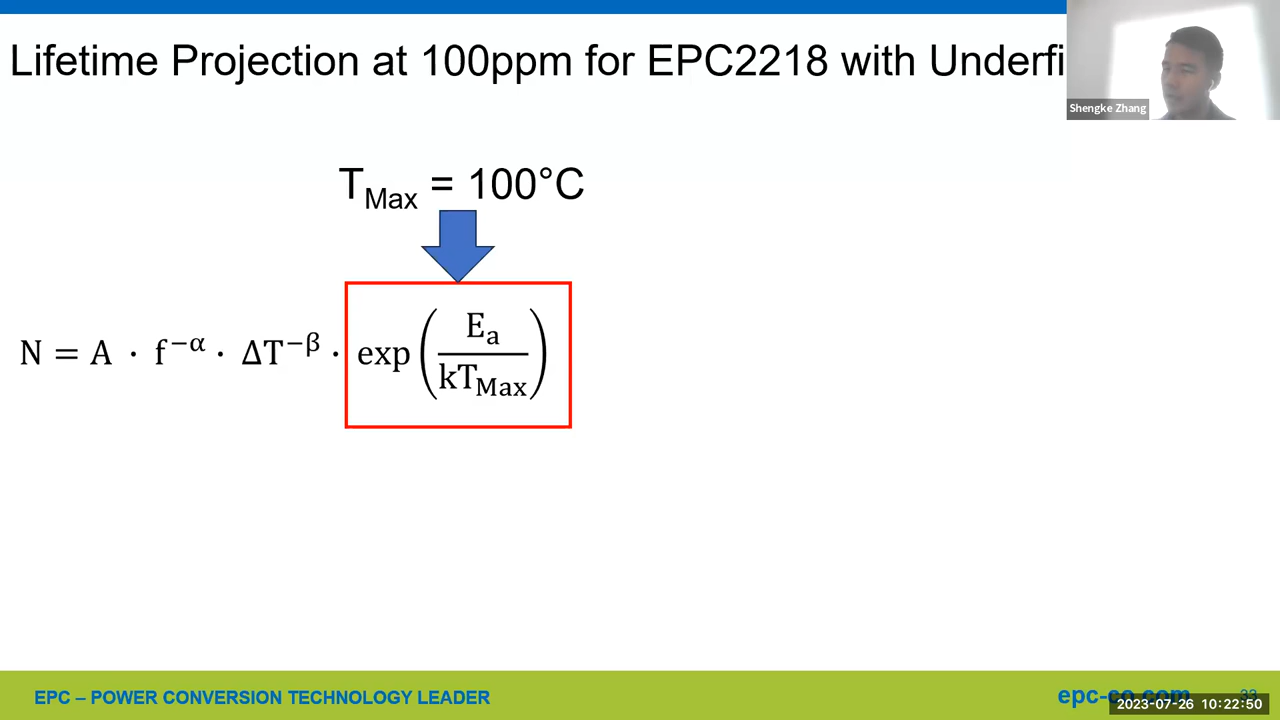 Lifetime Projection at 100ppm for EPC2218 with Underfi
Shengke Zhang
T_Max = 100°C
N = A · f^−α · ΔT^−β · exp(E_a / kT_Max)
EPC – POWER CONVERSION TECHNOLOGY LEADER
epc-co.com
33
2023-07-26 10:22:50